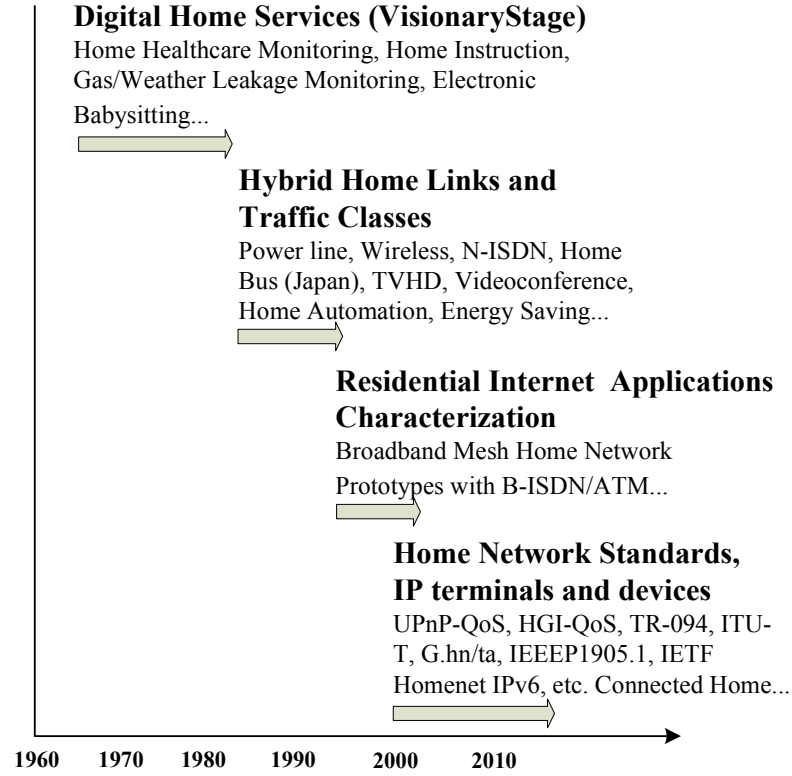 Digital Home Services (VisionaryStage)
Home Healthcare Monitoring, Home Instruction,
Gas/Weather Leakage Monitoring, Electronic
Babysitting...
Hybrid Home Links and
Traffic Classes
Power line, Wireless, N-ISDN, Home
Bus (Japan), TVHD, Videoconference,
Home Automation, Energy Saving...
Residential Internet Applications
Characterization
Broadband Mesh Home Network
Prototypes with B-ISDN/ATM...
Home Network Standards,
IP terminals and devices
UPnP-QoS, HGI-QoS, TR-094, ITU-
T, G.hn/ta, IEEEP1905.1, IETF
Homenet IPv6, etc. Connected Home...
1960 1970 1980 1990 2000 2010